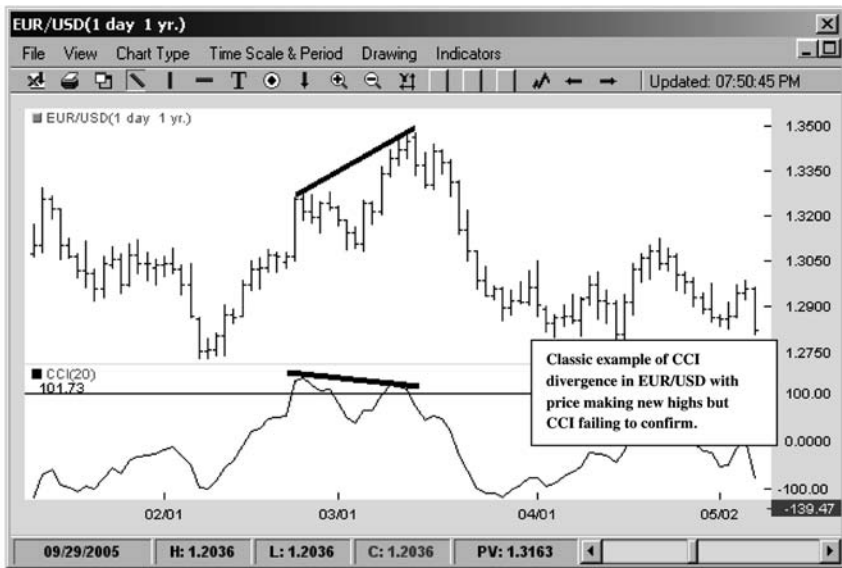 EUR/USD(1 day 1 yr.)
File View Chart Type Time Scale & Period Drawing Indicators
T Updated: 07:50:45 PM
EUR/USD(1 day 1 yr.)
1.3500
1.3350
1.3200
1.3050
1.2900
1.2750
Classic example of CCI
divergence in EUR/USD with
price making new highs but
CCI failing to confirm.
CCI(20)
101.73
100.00
0.0000
-100.00
-139.47
02/01 03/01 04/01 05/02
09/29/2005 H: 1.2036 L: 1.2036 C: 1.2036 PV: 1.3163